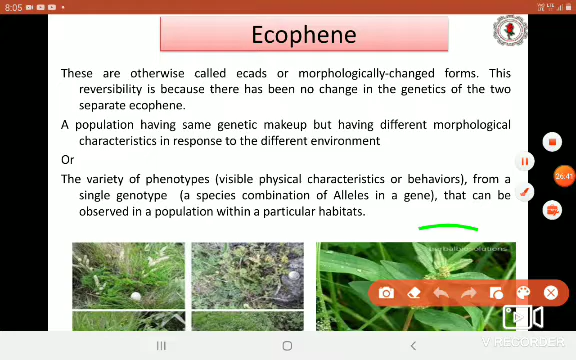 8:05
Ecophene
These are otherwise called ecads or morphologically-changed forms. This
reversibility is because there has been no change in the genetics of the two
separate ecophene.
A population having same genetic makeup but having different morphological
characteristics in response to the different environment
Or
The variety of phenotypes (visible physical characteristics or behaviors), from a
single genotype (a species combination of Alleles in a gene), that can be
observed in a population within a particular habitats.
26:41
VI RECORDER